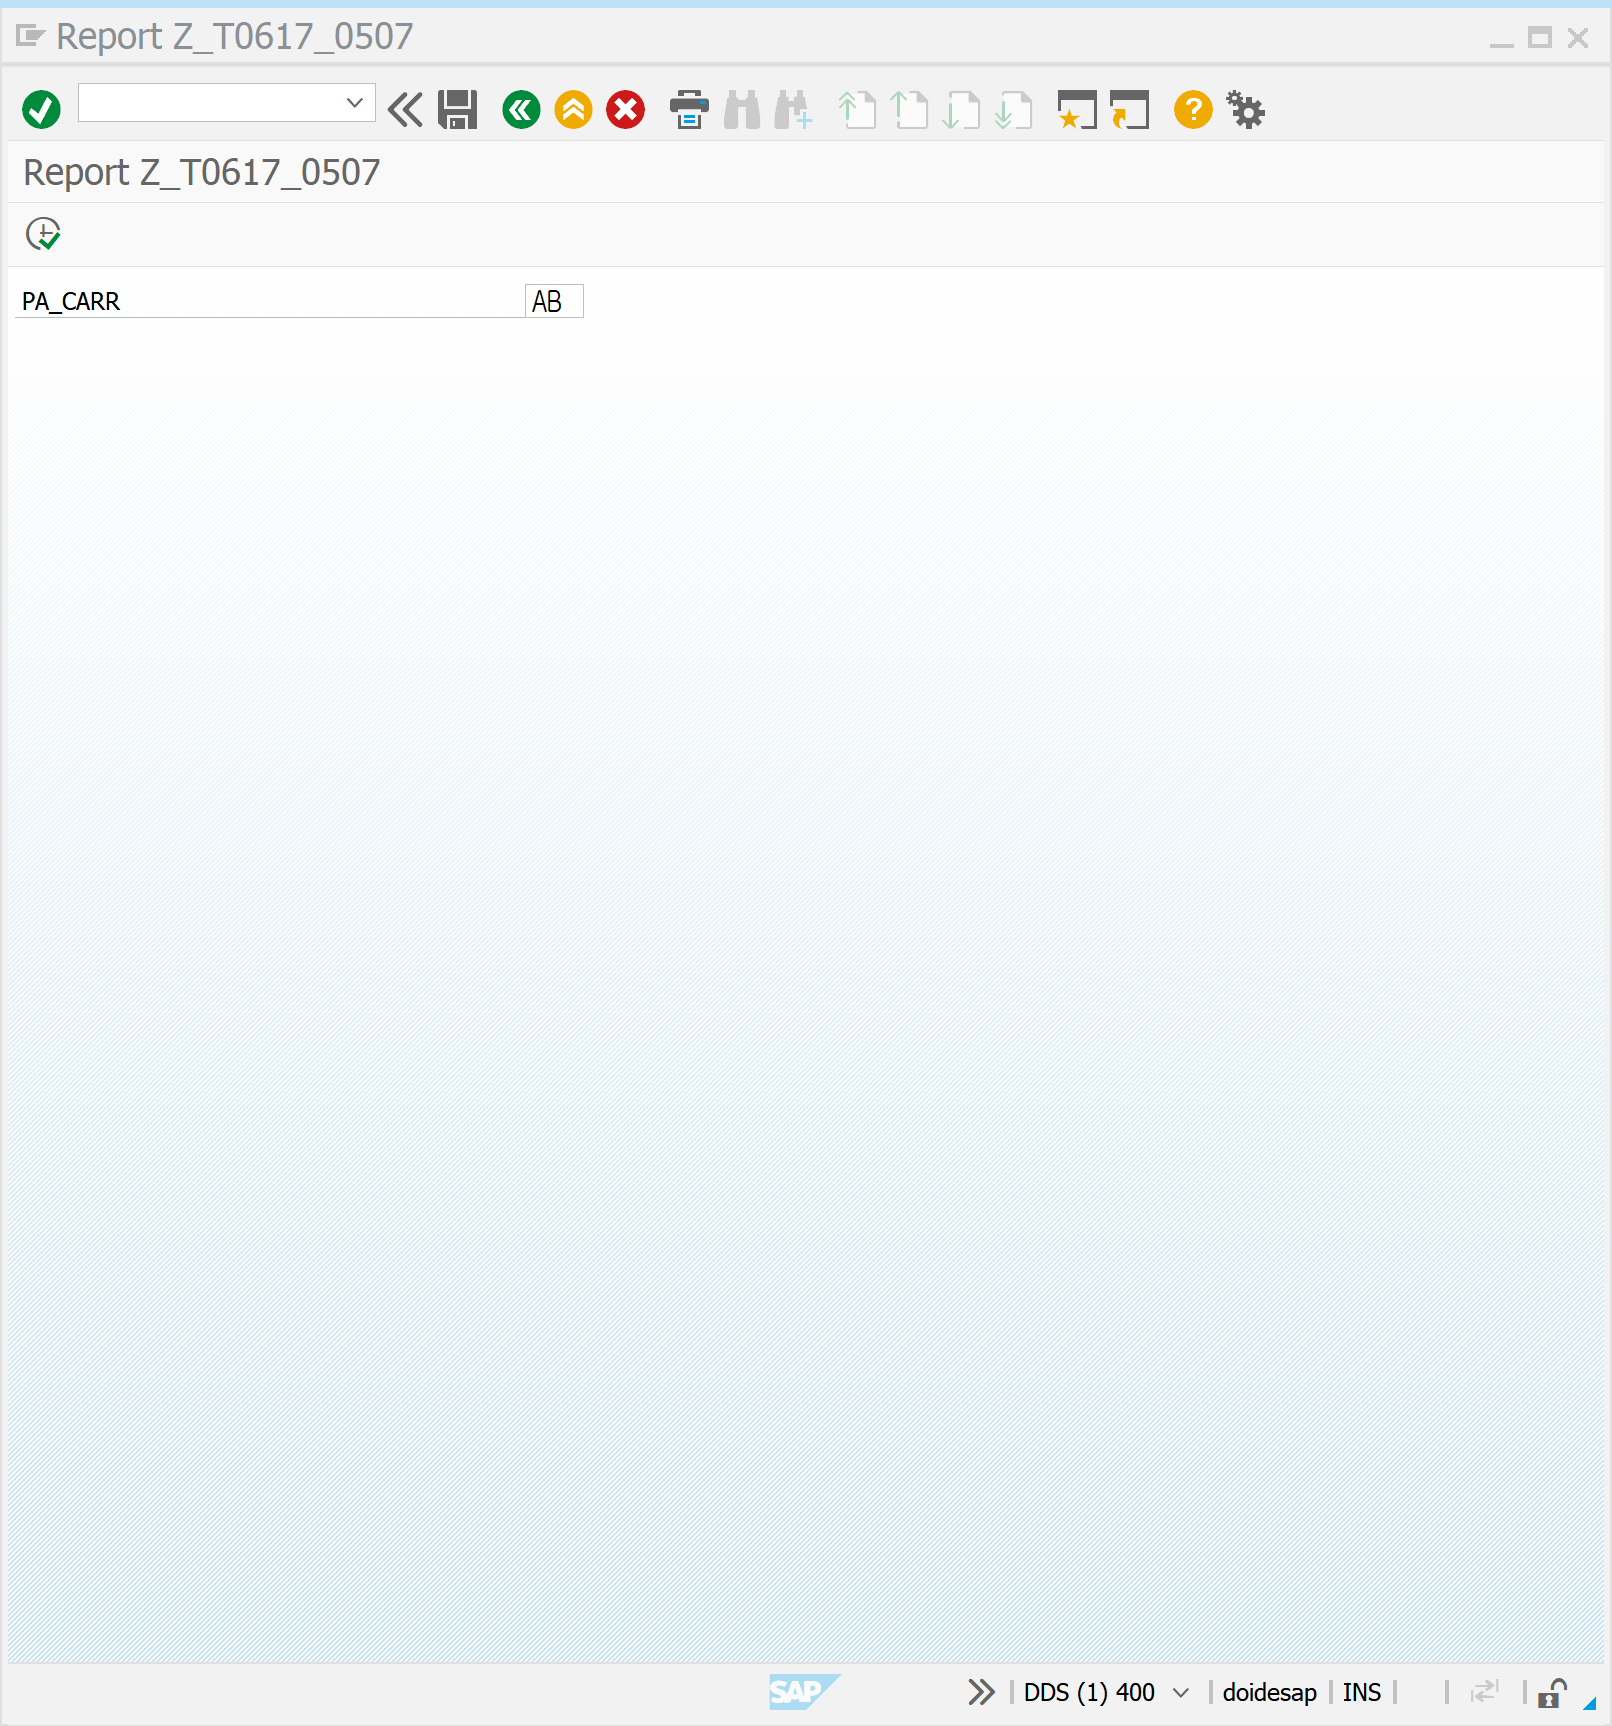 Report Z_T0617_0507
Report Z_T0617_0507
PA_CARR AB
SAP DDS (1) 400 doidesap INS